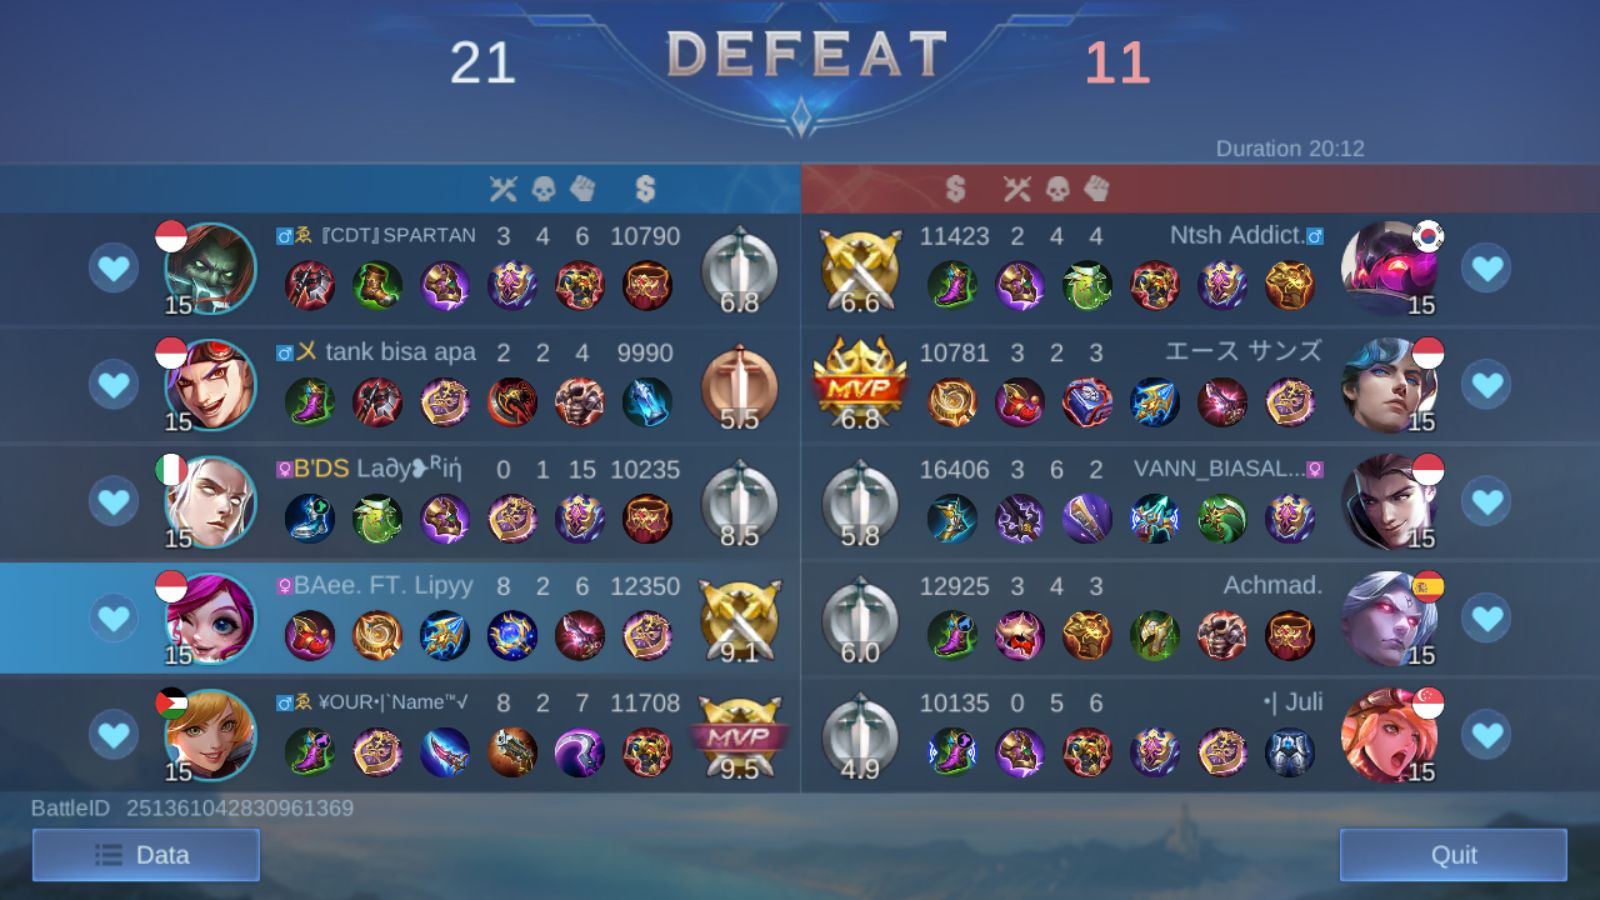 21 DEFEAT 11
Duration 20:12
『CDT』SPARTAN 3 4 6 10790
15 6.8
11423 2 4 4 Ntsh Addict.
6.6 15
メ tank bisa apa 2 2 4 9990
15 5.5
MVP 10781 3 2 3 エース サンズ
6.8 15
B'DS La∂y❥ᴿiή 0 1 15 10235
15 8.5
16406 3 6 2 VANN_BIASAL...
5.8 15
BAee. FT. Lipyy 8 2 6 12350
15 9.1
12925 3 4 3 Achmad.
6.0 15
¥OUR•|`Name™√ 8 2 7 11708
15 MVP 9.5
10135 0 5 6 •| Juli
4.9 15
BattleID 251361042830961369
Data Quit